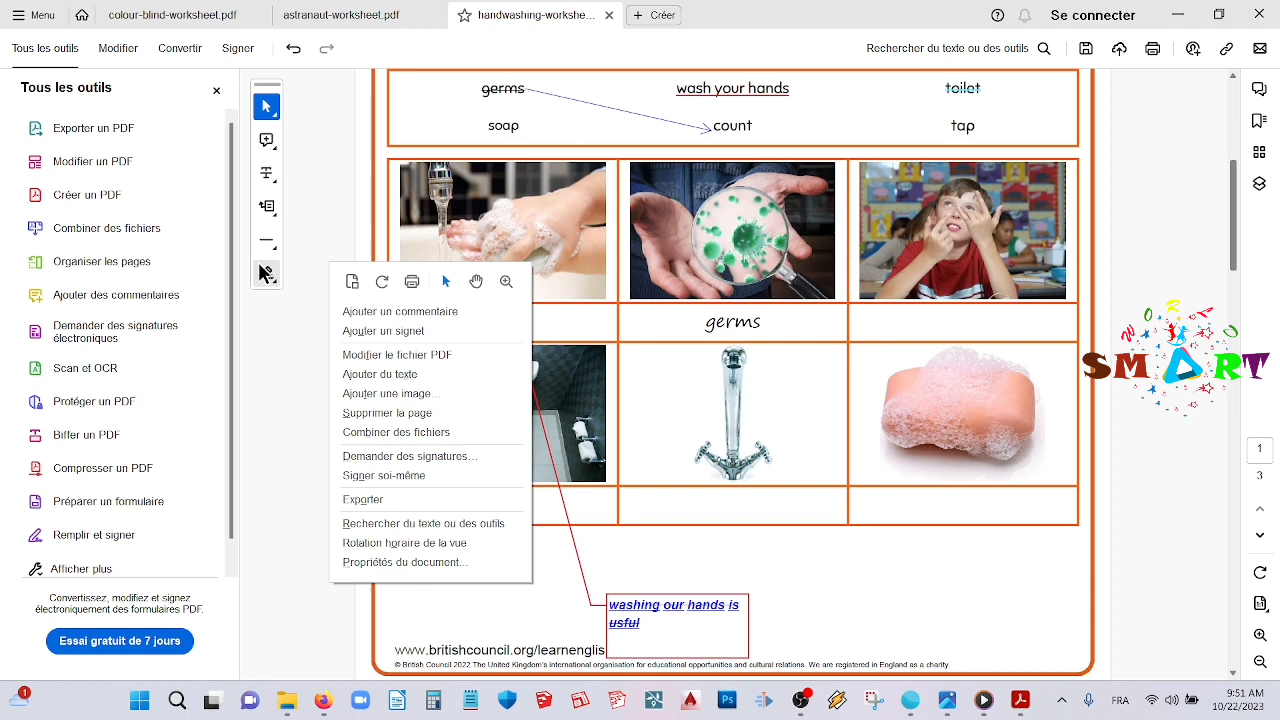 Menu
colour-bind-worksheet.pdf
astranaut-worksheet.pdf
handwashing-workshe...
Créer
Se connecter
Tous les outils
Modifier
Convertir
Signer
Rechercher du texte ou des outils
Tous les outils
Exporter un PDF
Modifier un PDF
Créer un PDF
Combiner des fichiers
Organiser les pages
Ajouter des commentaires
Demander des signatures
électroniques
Scan et OCR
Protéger un PDF
Biffer un PDF
Compresser un PDF
Préparer un formulaire
Remplir et signer
Afficher plus
Convertissez, modifiez et signez
électroniquement des formulaires PDF.
Essai gratuit de 7 jours
germs
wash your hands
toilet
soap
count
tap
germs
Ajouter un commentaire
Ajouter un signet
Modifier le fichier PDF
Ajouter du texte
Ajouter une image...
Supprimer la page
Combiner des fichiers
Demander des signatures...
Signer soi-même
Exporter
Rechercher du texte ou des outils
Rotation horaire de la vue
Propriétés du document...
washing our hands is
usful
www.britishcouncil.org/learnenglis
© British Council 2022 The United Kingdom's international organisation for educational opportunities and cultural relations. We are registered in England as a charity.
WORLD
SMART
1
3
1
FRA
9:51 AM
10/22/2023